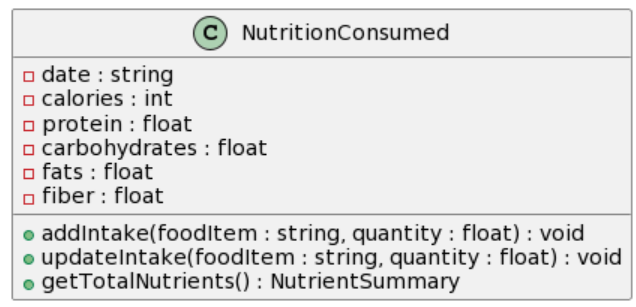 C NutritionConsumed
date : string
calories : int
protein : float
carbohydrates : float
fats : float
fiber : float
addIntake(foodItem : string, quantity : float) : void
updateIntake(foodItem : string, quantity : float) : void
getTotalNutrients() : NutrientSummary